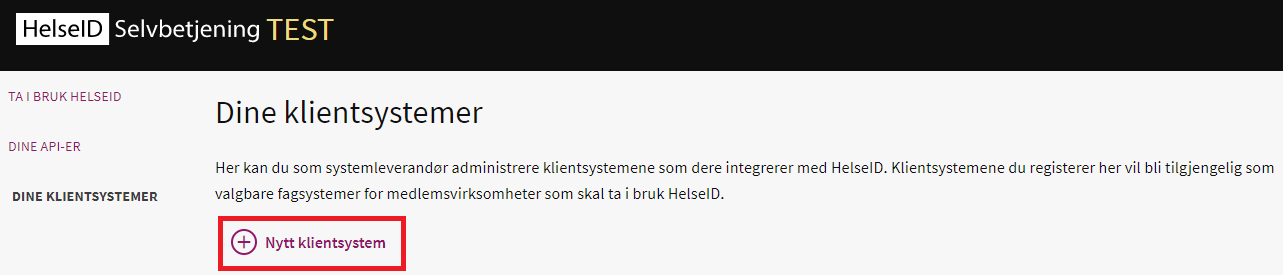 HelseID Selvbetjening TEST
TA I BRUK HELSEID
DINE API-ER
DINE KLIENTSYSTEMER
Dine klientsystemer
Her kan du som systemleverandør administrere klientsystemene som dere integrerer med HelseID. Klientsystemene du registerer her vil bli tilgjengelig som
valgbare fagsystemer for medlemsvirksomheter som skal ta i bruk HelseID.
Nytt klientsystem